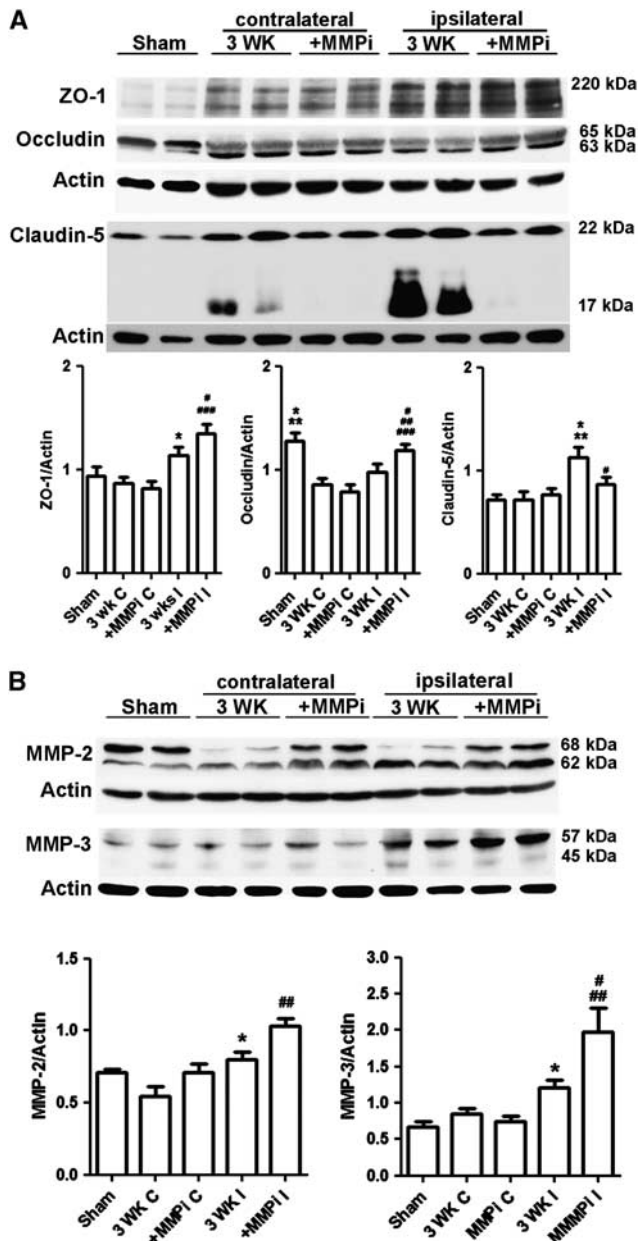 A
contralateral ipsilateral
Sham 3 WK +MMPi 3 WK +MMPi
ZO-1 220 kDa
Occludin 65 kDa
63 kDa
Actin
Claudin-5 22 kDa
17 kDa
Actin
2
1
0
ZO-1/Actin
*
#
###
Sham
3 wk C
+MMPi C
3 wks I
+MMPi I
2
1
0
Occludin/Actin
*
**
#
##
###
Sham
3 WK C
+MMPi C
3 WK I
+MMPi I
2
1
0
Claudin-5/Actin
*
**
#
Sham
3 WK C
+MMPi C
3 WK I
+MMPi I
B
contralateral ipsilateral
Sham 3 WK +MMPi 3 WK +MMPi
MMP-2 68 kDa
62 kDa
Actin
MMP-3 57 kDa
45 kDa
Actin
1.5
1.0
0.5
0.0
MMP-2/Actin
*
##
Sham
3 WK C
+MMPi C
3 WK I
+MMPi I
3.0
2.5
2.0
1.5
1.0
0.5
0.0
MMP-3/Actin
*
#
##
Sham
3 WK C
MMPi C
3 WK I
MMMPi I